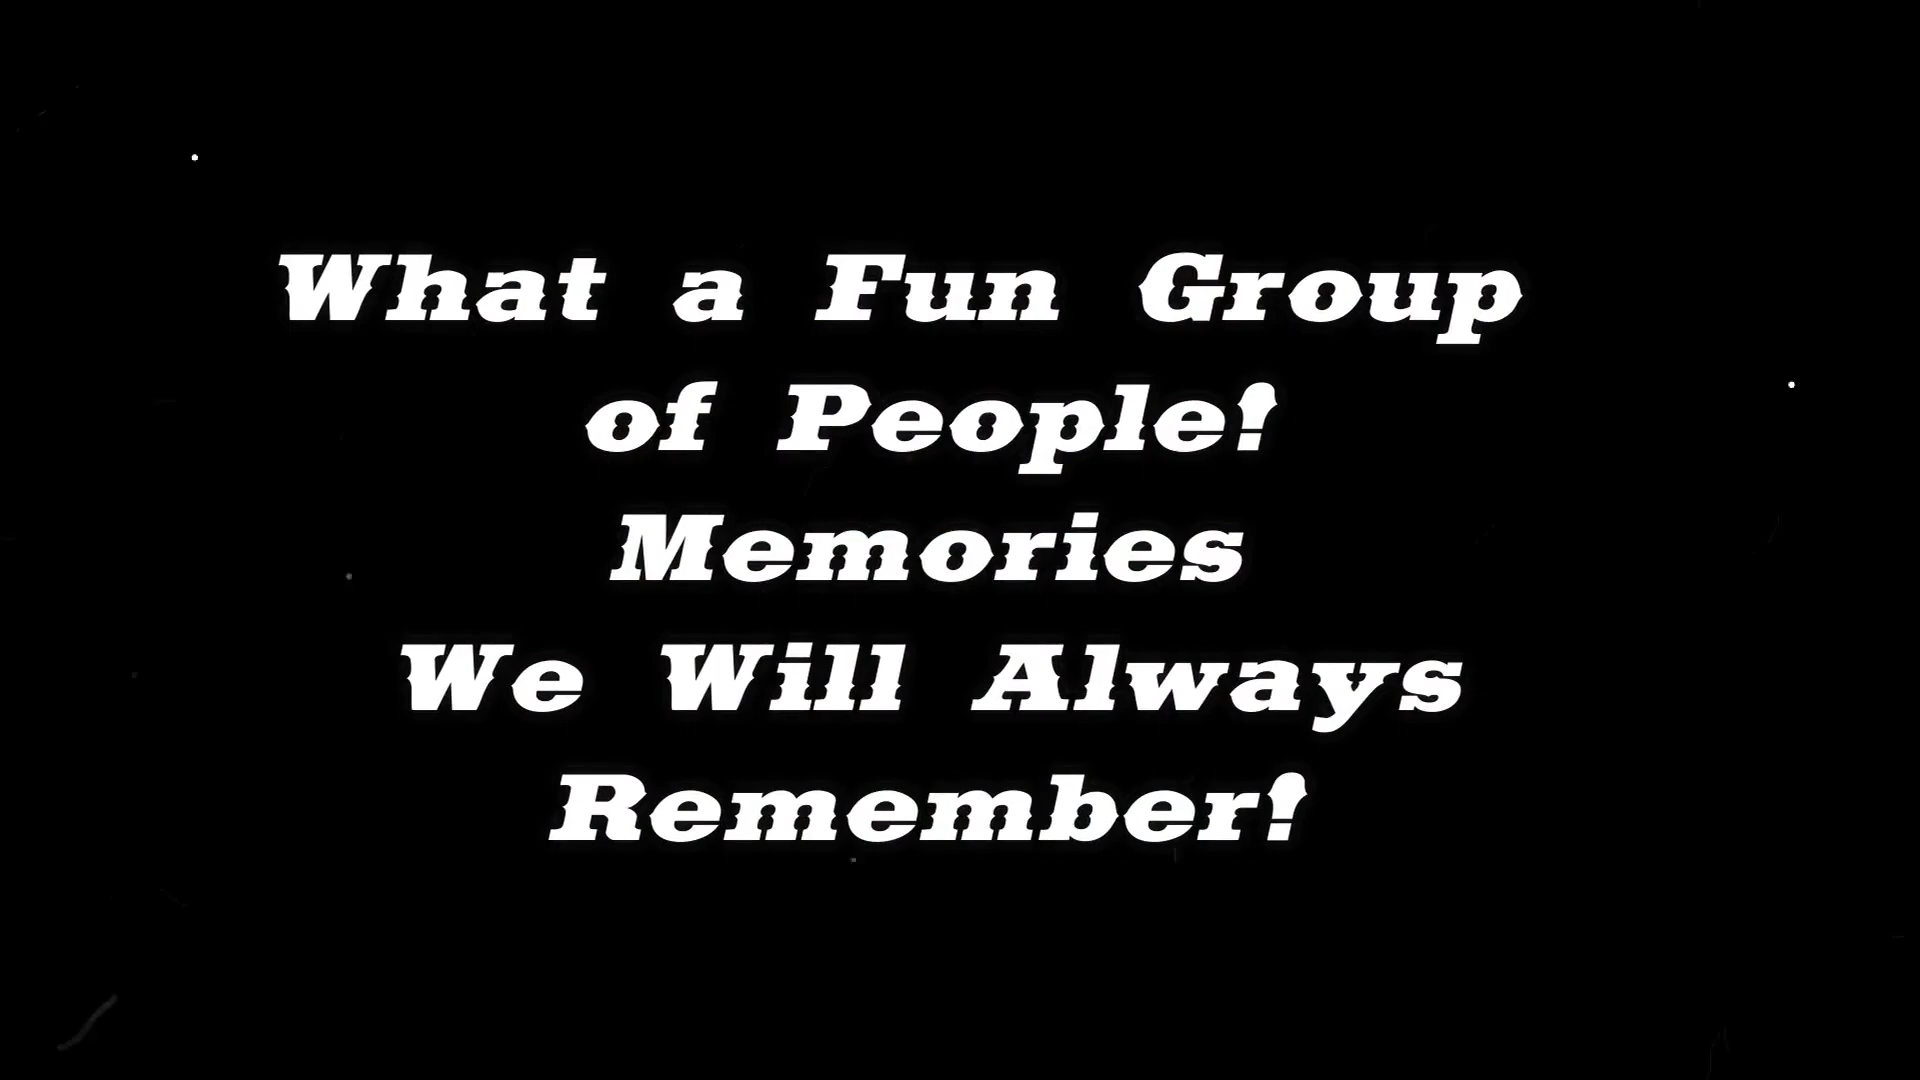 What a Fun Group
of People!
Memories
We Will Always
Remember!